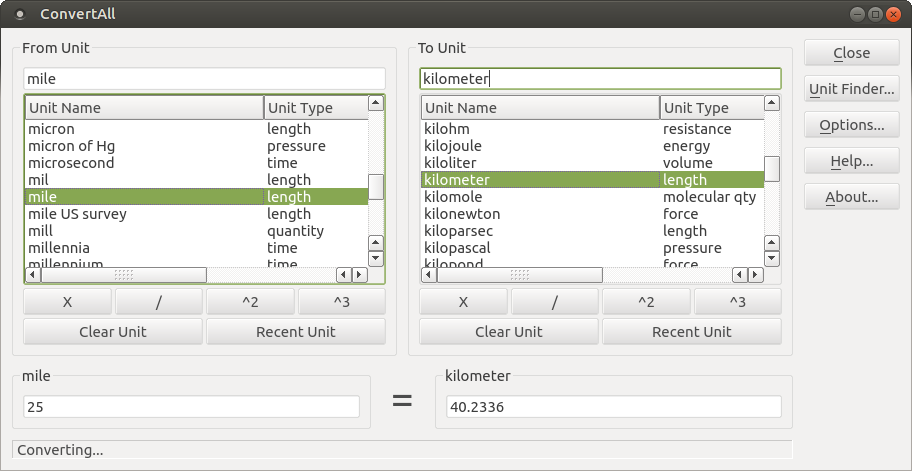 ConvertAll
From Unit
mile
Unit Name Unit Type
micron length
micron of Hg pressure
microsecond time
mil length
mile length
mile US survey length
mill quantity
millennia time
millennium time
X / ^2 ^3
Clear Unit Recent Unit
To Unit
kilometer
Unit Name Unit Type
kilohm resistance
kilojoule energy
kiloliter volume
kilometer length
kilomole molecular qty
kilonewton force
kiloparsec length
kilopascal pressure
kilopond force
X / ^2 ^3
Clear Unit Recent Unit
Close
Unit Finder...
Options...
Help...
About...
mile
25
=
kilometer
40.2336
Converting...